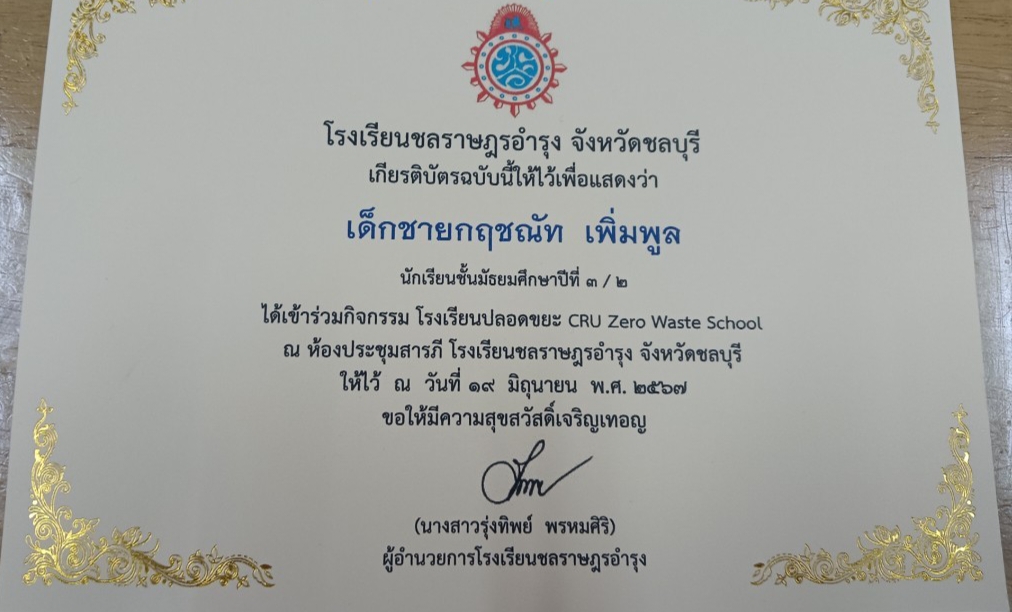 โรงเรียนชลราษฎรอำรุง จังหวัดชลบุรี
เกียรติบัตรฉบับนี้ให้ไว้เพื่อแสดงว่า
เด็กชายกฤชณัท เพิ่มพูล
นักเรียนชั้นมัธยมศึกษาปีที่ ๓ / ๒
ได้เข้าร่วมกิจกรรม โรงเรียนปลอดขยะ CRU Zero Waste School
ณ ห้องประชุมสารภี โรงเรียนชลราษฎรอำรุง จังหวัดชลบุรี
ให้ไว้ ณ วันที่ ๑๙ มิถุนายน พ.ศ. ๒๕๖๗
ขอให้มีความสุขสวัสดิ์เจริญเทอญ
(นางสาวรุ่งทิพย์ พรหมศิริ)
ผู้อำนวยการโรงเรียนชลราษฎรอำรุง